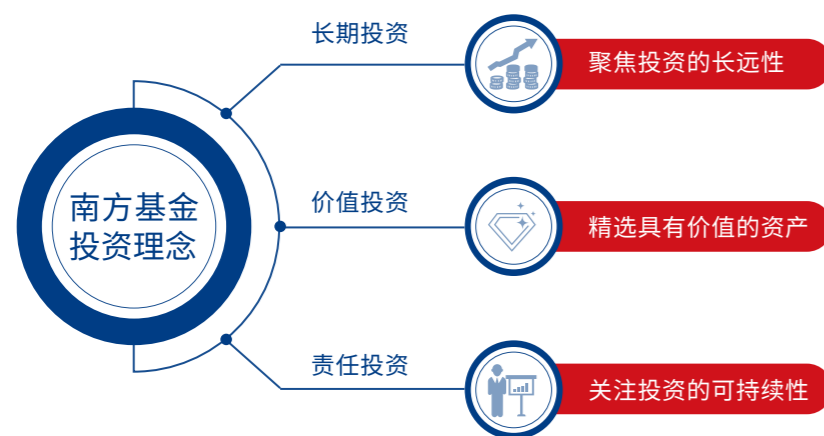 长期投资
聚焦投资的长远性
南方基金
投资理念
价值投资
精选具有价值的资产
责任投资
关注投资的可持续性